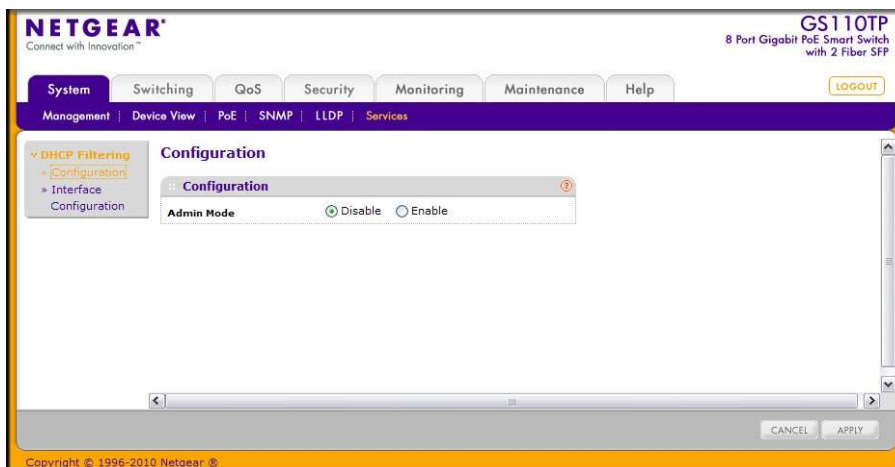 NETGEAR®
Connect with Innovation™
GS110TP
8 Port Gigabit PoE Smart Switch
with 2 Fiber SFP
System Switching QoS Security Monitoring Maintenance Help LOGOUT
Management Device View PoE SNMP LLDP Services
DHCP Filtering
» Configuration
» Interface
Configuration
Configuration
Configuration ?
Admin Mode Disable Enable
CANCEL APPLY
Copyright © 1996-2010 Netgear ®